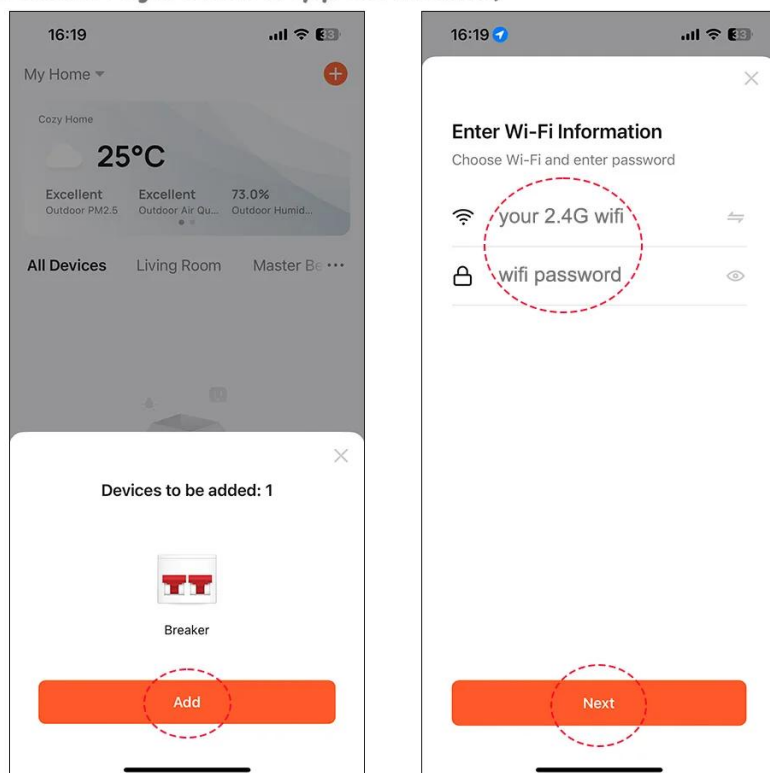 16:19
33
My Home
Cozy Home
25°C
Excellent
Outdoor PM2.5
Excellent
Outdoor Air Qu...
73.0%
Outdoor Humid...
All Devices
Living Room
Master Be
Devices to be added: 1
Breaker
Add
16:19
33
Enter Wi-Fi Information
Choose Wi-Fi and enter password
your 2.4G wifi
wifi password
Next